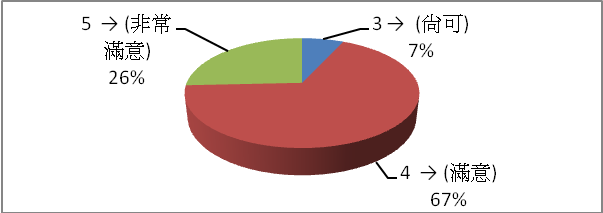 5 → (非常
滿意)
26%
3 → (尚可)
7%
4 → (滿意)
67%